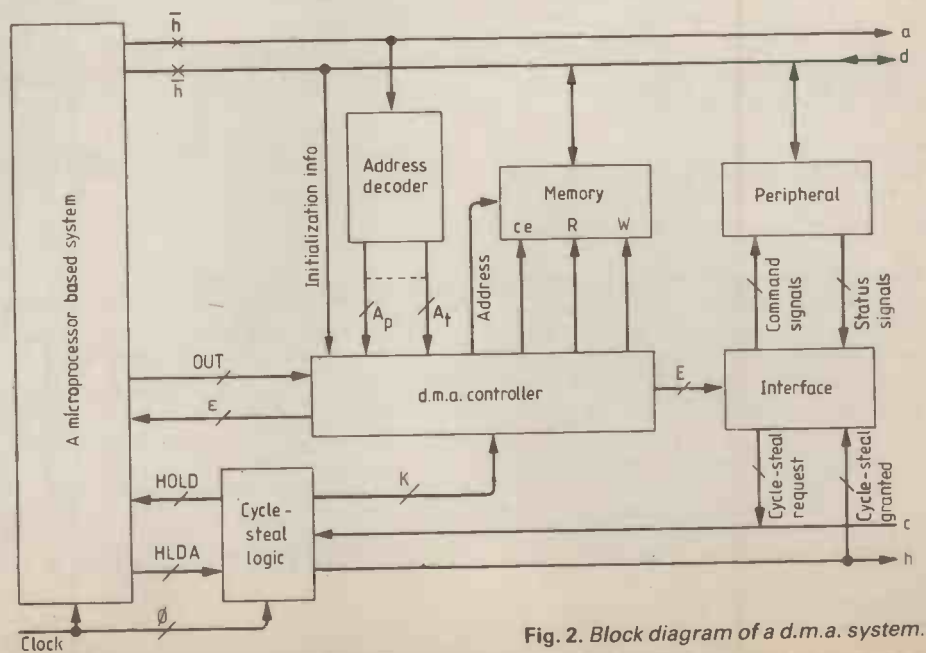 h̅
a
h̅
d
A microprocessor based system
Initialization info
Address
decoder
Memory
ce R W
Peripheral
Address
Command
signals
Status
signals
Ap
At
OUT
d.m.a. controller
E
Interface
E
HOLD
K
Cycle-steal
request
Cycle-steal
granted
Cycle-
steal
logic
c
HLDA
h
Ø
Clock
Fig. 2. Block diagram of a d.m.a. system.